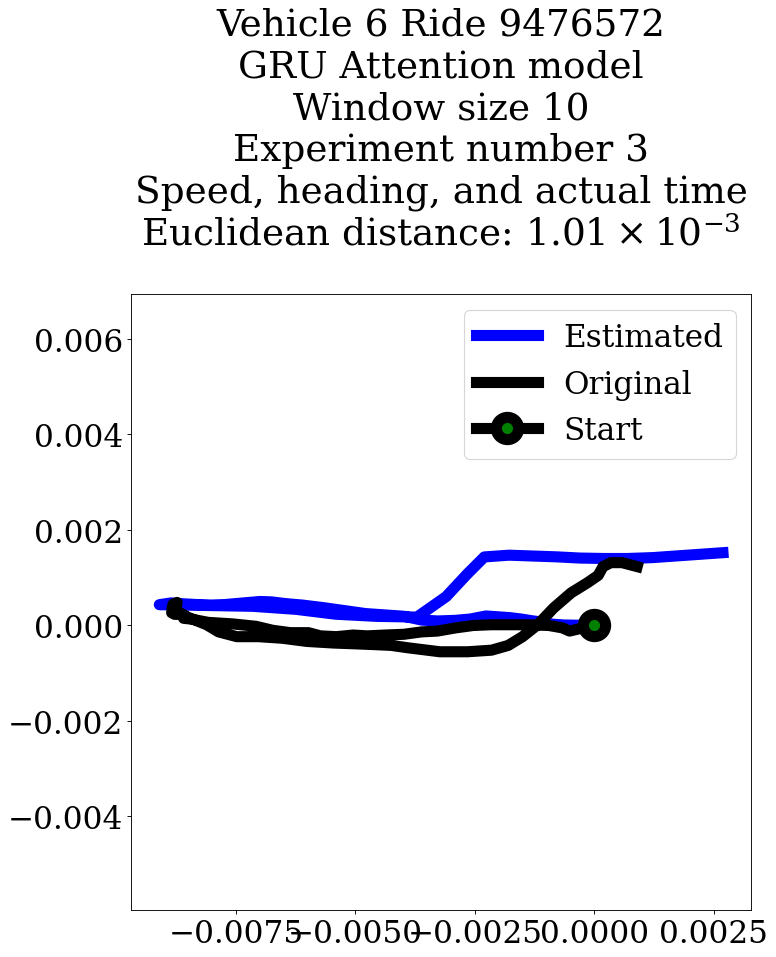 Vehicle 6 Ride 9476572
GRU Attention model
Window size 10
Experiment number 3
Speed, heading, and actual time
Euclidean distance: 1.01 × 10⁻³
Estimated
Original
Start
0.006
0.004
0.002
0.000
−0.002
−0.004
−0.0075 −0.0050 −0.0025 0.0000 0.0025